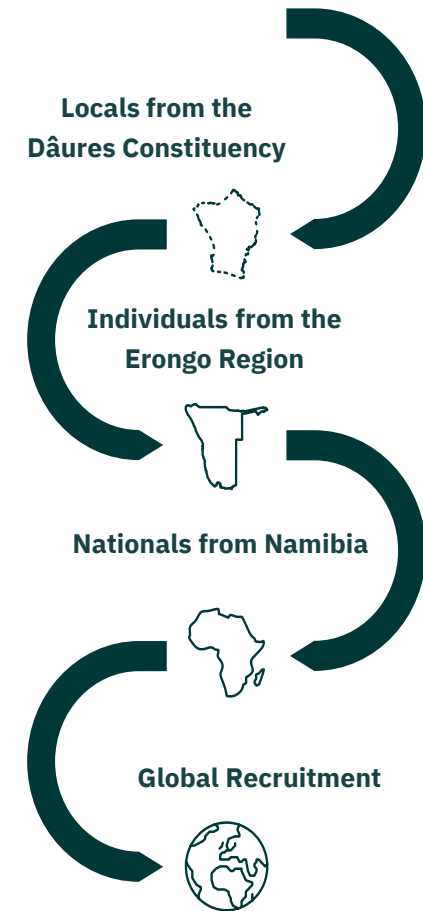 Locals from the
Dâures Constituency
Individuals from the
Erongo Region
Nationals from Namibia
Global Recruitment